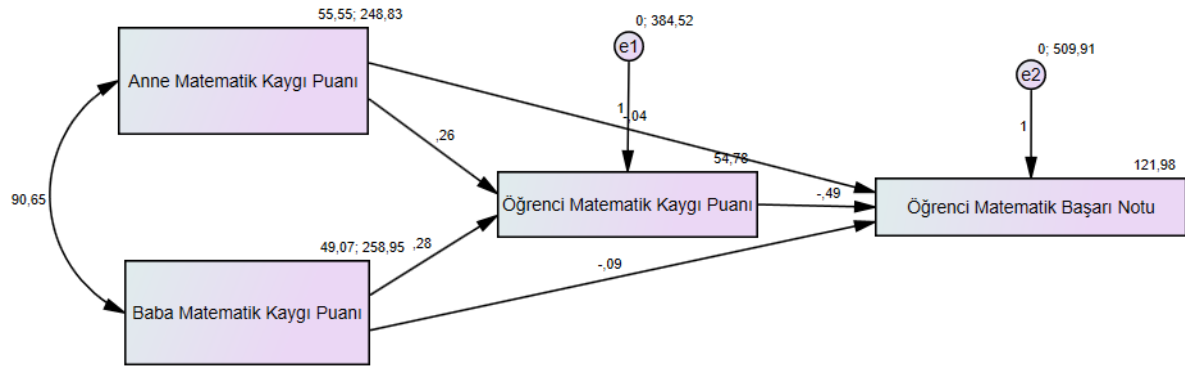 55,55; 248,83
Anne Matematik Kaygı Puanı
0; 384,52
e1
0; 509,91
e2
1
-,04
1
,26
54,78
121,98
90,65
Öğrenci Matematik Kaygı Puanı
-,49
Öğrenci Matematik Başarı Notu
49,07; 258,95
,28
-,09
Baba Matematik Kaygı Puanı